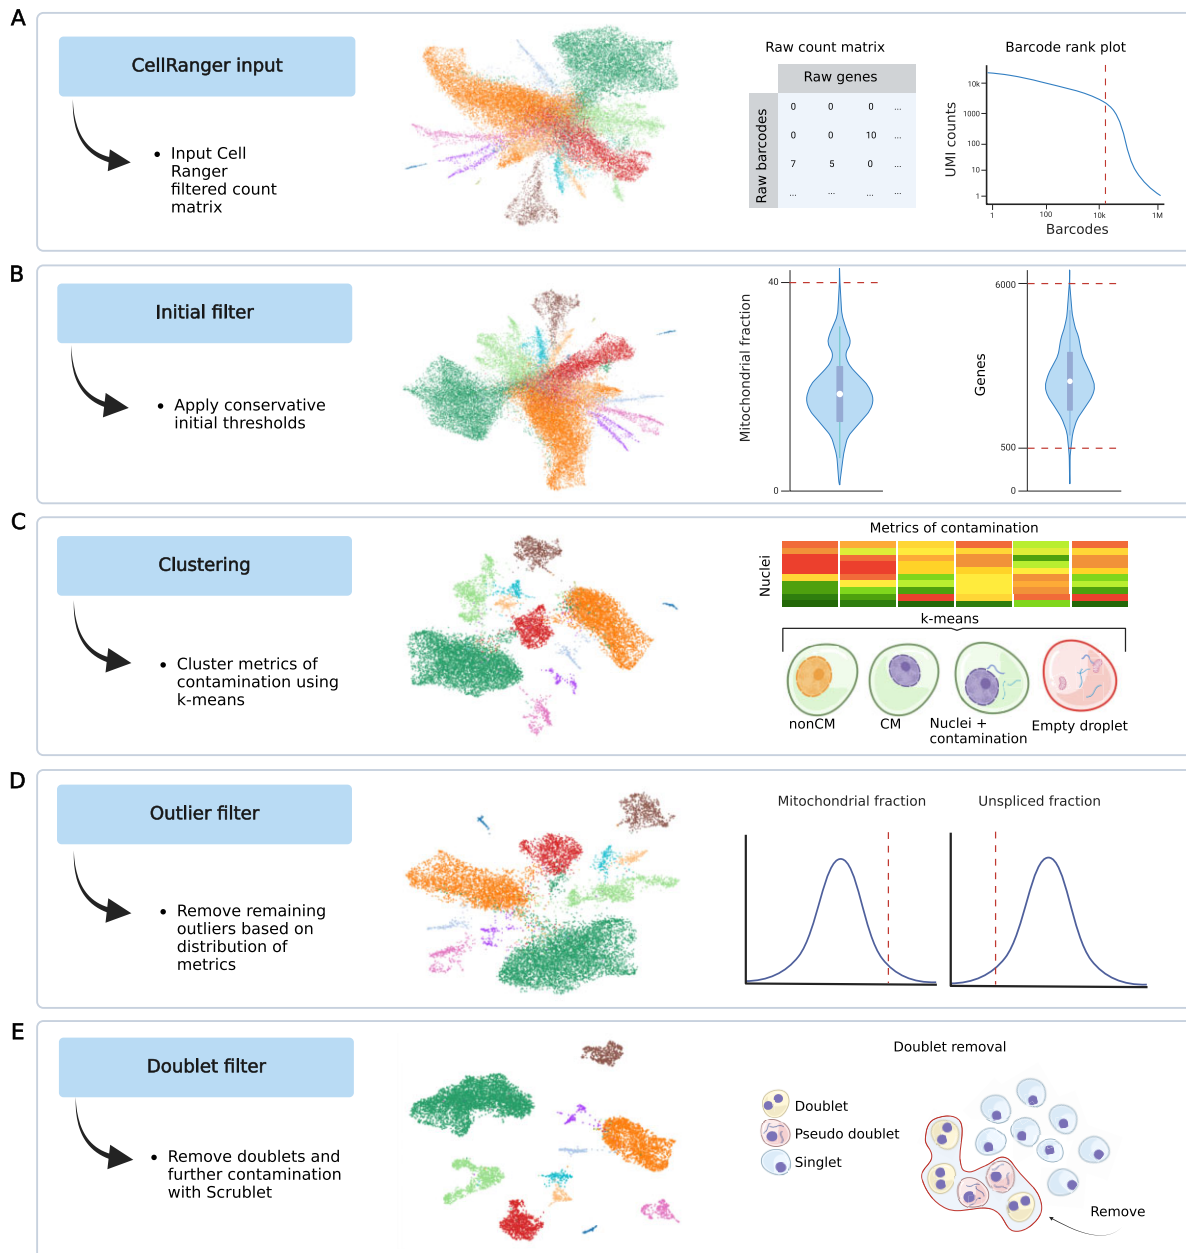 A
CellRanger input
• Input Cell
Ranger
filtered count
matrix
Raw count matrix
Raw genes
Raw barcodes
0 0 0 ...
0 0 10 ...
7 5 0 ...
... ... ... ...
Barcode rank plot
UMI counts
10k
1000
100
10
1
1 100 10k 1M
Barcodes
B
Initial filter
• Apply conservative
initial thresholds
Mitochondrial fraction
40
0
Genes
6000
500
0
C
Clustering
• Cluster metrics of
contamination using
k-means
Metrics of contamination
Nuclei
k-means
nonCM
CM
Nuclei +
contamination
Empty droplet
D
Outlier filter
• Remove remaining
outliers based on
distribution of
metrics
Mitochondrial fraction
Unspliced fraction
E
Doublet filter
• Remove doublets and
further contamination
with Scrublet
Doublet removal
Doublet
Pseudo doublet
Singlet
Remove